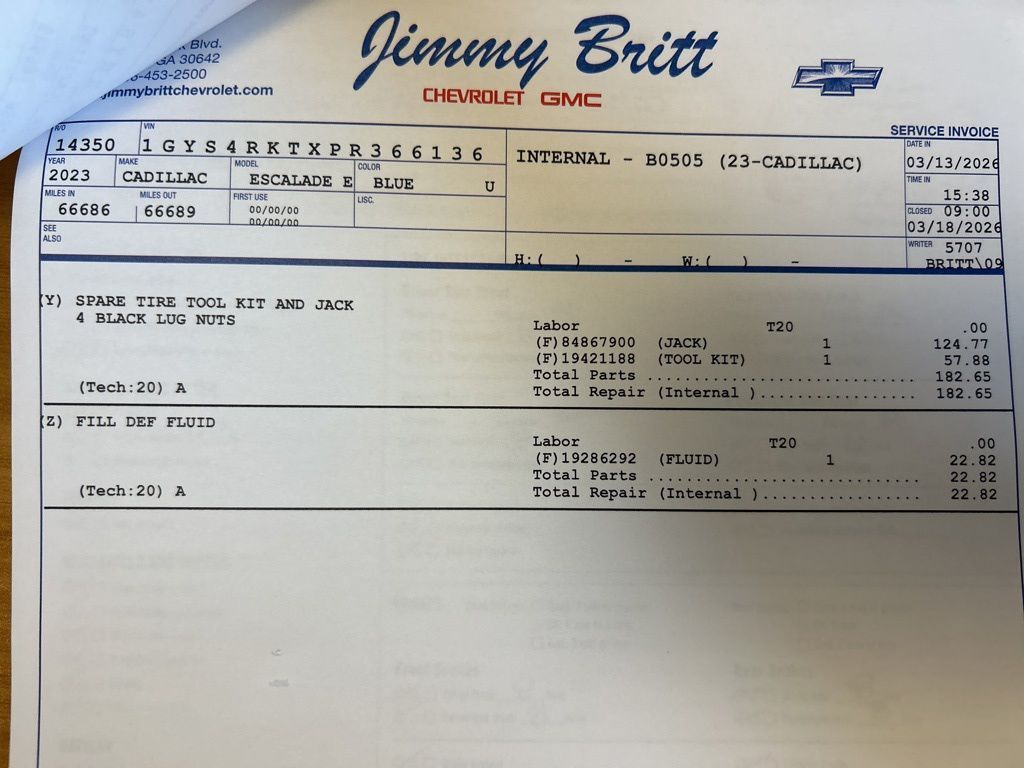 Jimmy Britt
CHEVROLET GMC
Blvd.
GA 30642
-453-2500
jimmybrittchevrolet.com
SERVICE INVOICE
R/O 14350
VIN 1GYS4RKTXPR366136
INTERNAL - B0505 (23-CADILLAC)
DATE IN 03/13/2026
YEAR 2023
MAKE CADILLAC
MODEL ESCALADE E
COLOR BLUE U
TIME IN 15:38
MILES IN 66686
MILES OUT 66689
FIRST USE 00/00/00
00/00/00
LISC.
CLOSED 09:00
03/18/2026
SEE
ALSO
H:( ) - W:( ) -
WRITER 5707
BRITT\09
(Y) SPARE TIRE TOOL KIT AND JACK
4 BLACK LUG NUTS
Labor T20 .00
(F)84867900 (JACK) 1 124.77
(F)19421188 (TOOL KIT) 1 57.88
Total Parts .............................. 182.65
(Tech:20) A
Total Repair (Internal ).................. 182.65
(Z) FILL DEF FLUID
Labor T20 .00
(F)19286292 (FLUID) 1 22.82
Total Parts .............................. 22.82
(Tech:20) A
Total Repair (Internal ).................. 22.82